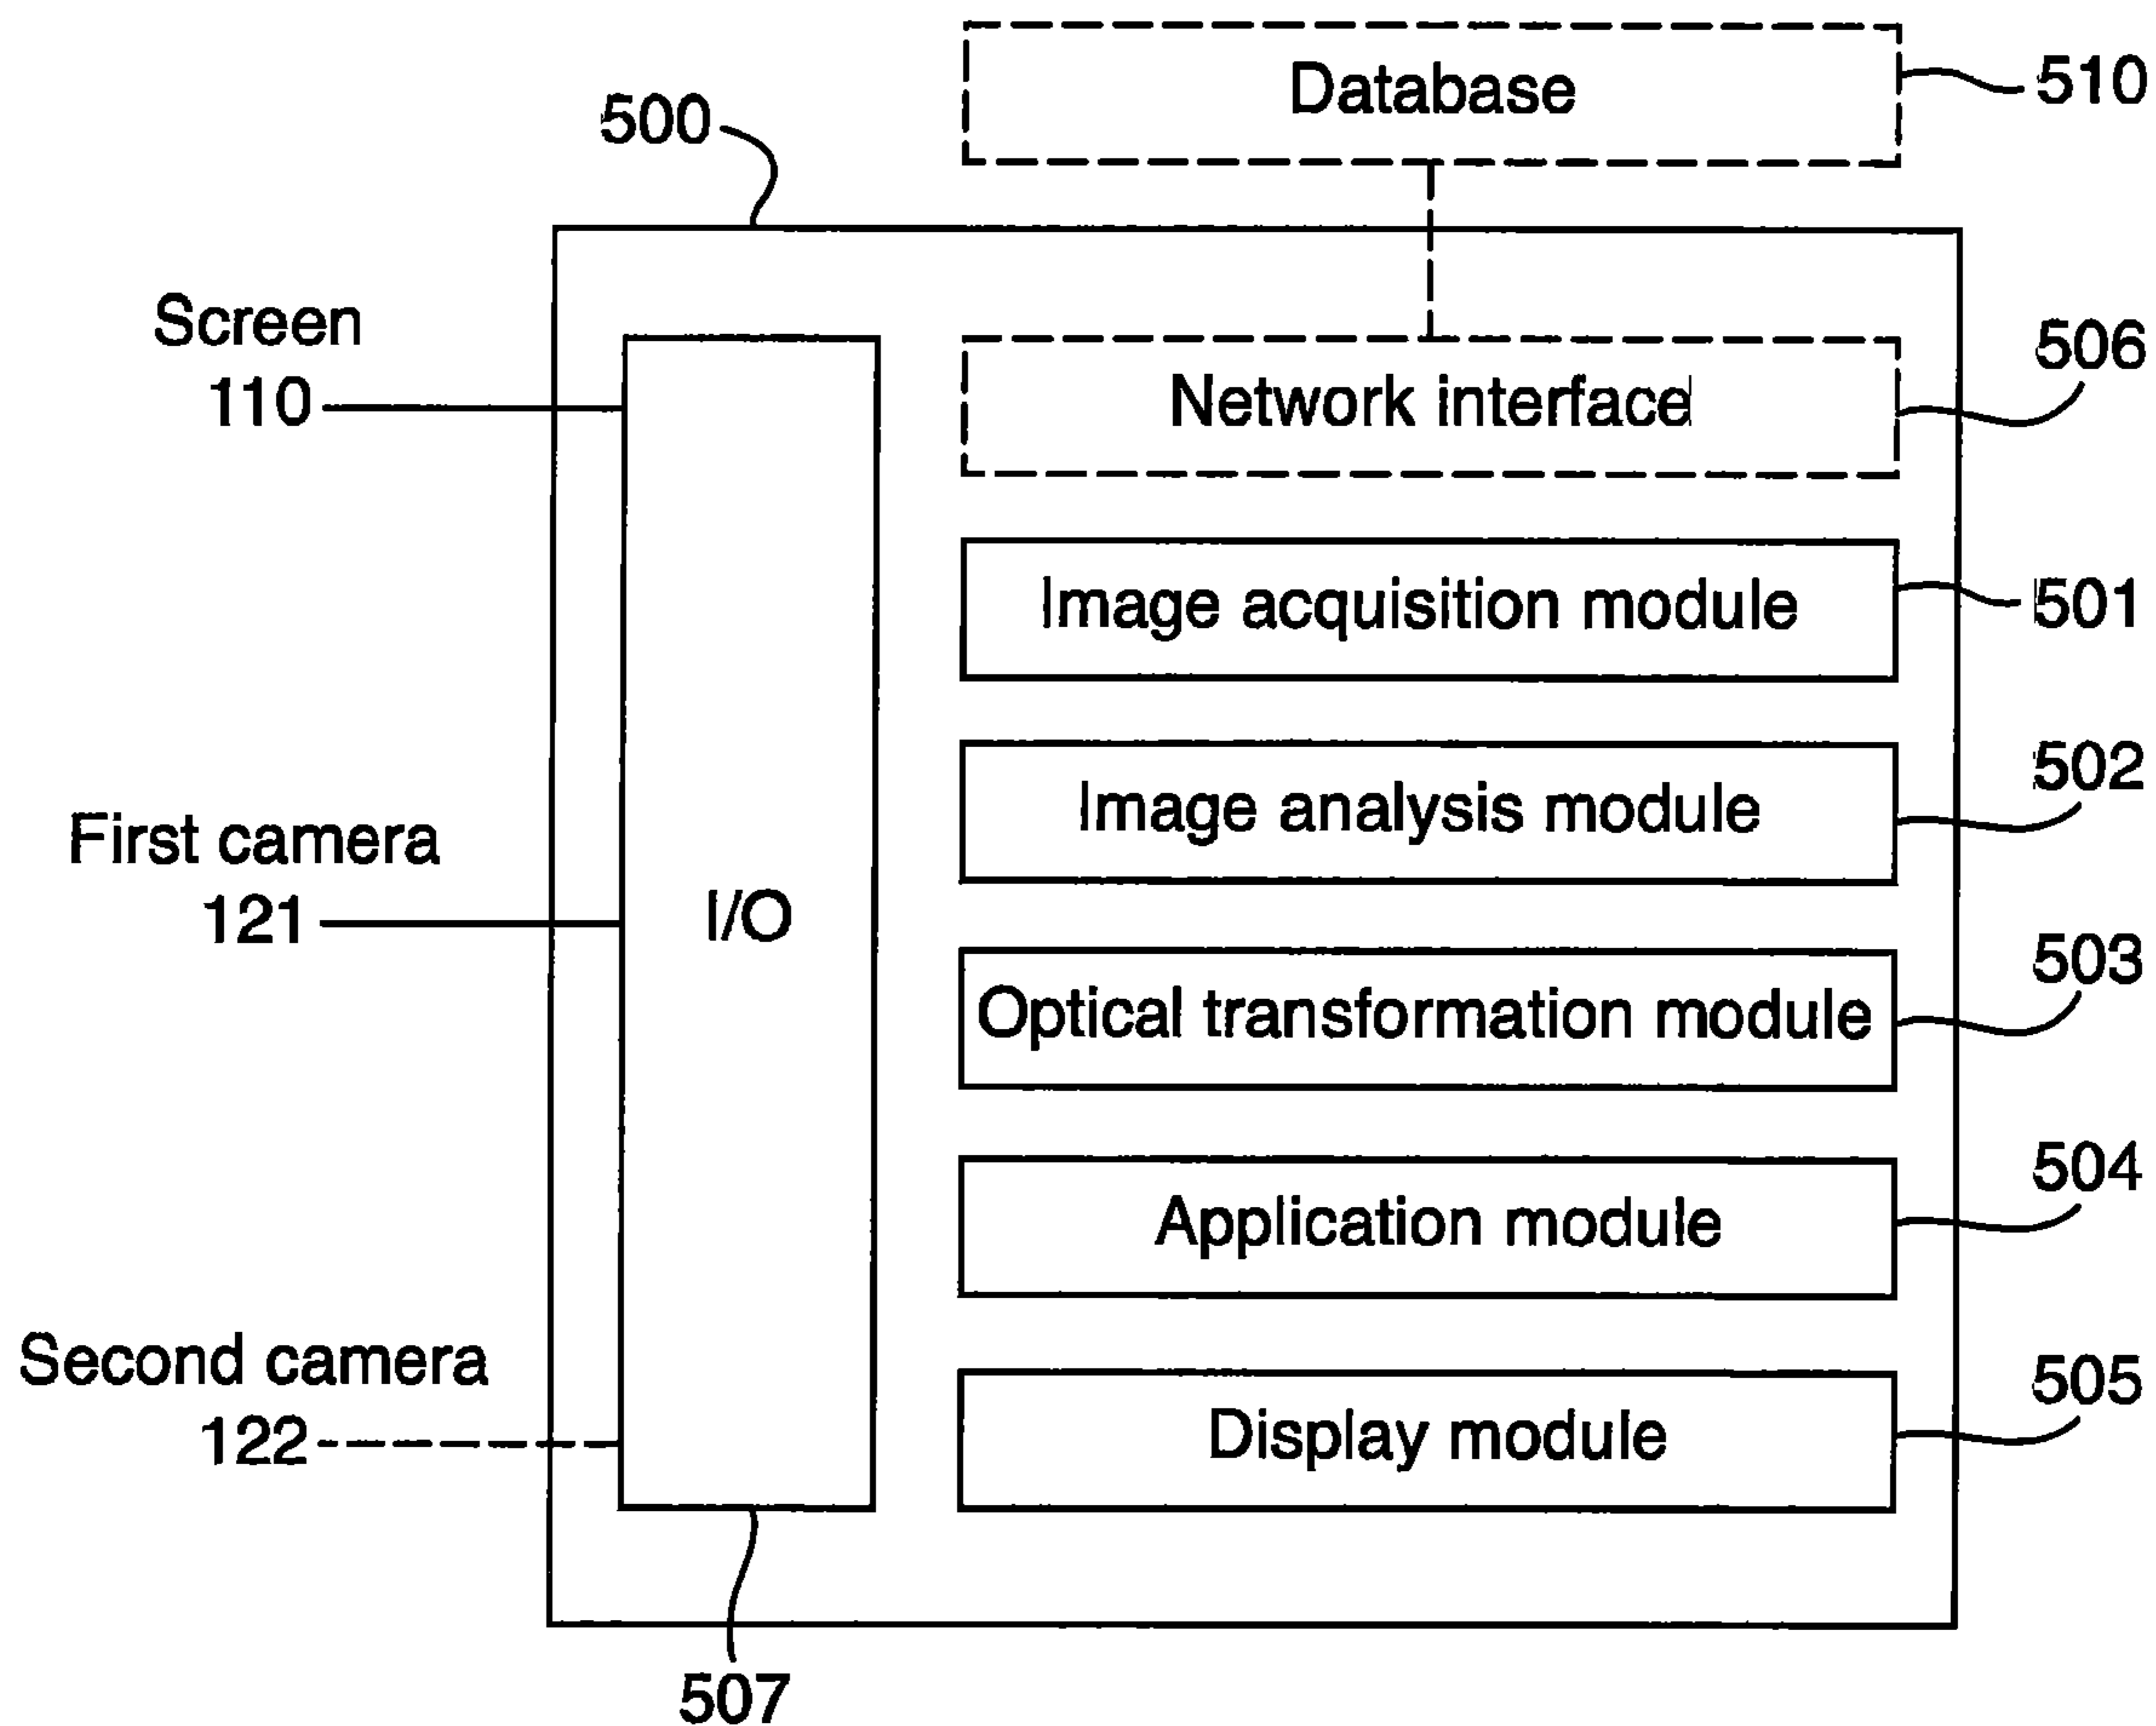 Database
510
500
Screen
110
Network interface
506
Image acquisition module
501
Image analysis module
502
First camera
121
I/O
Optical transformation module
503
Application module
504
Second camera
122
Display module
505
507